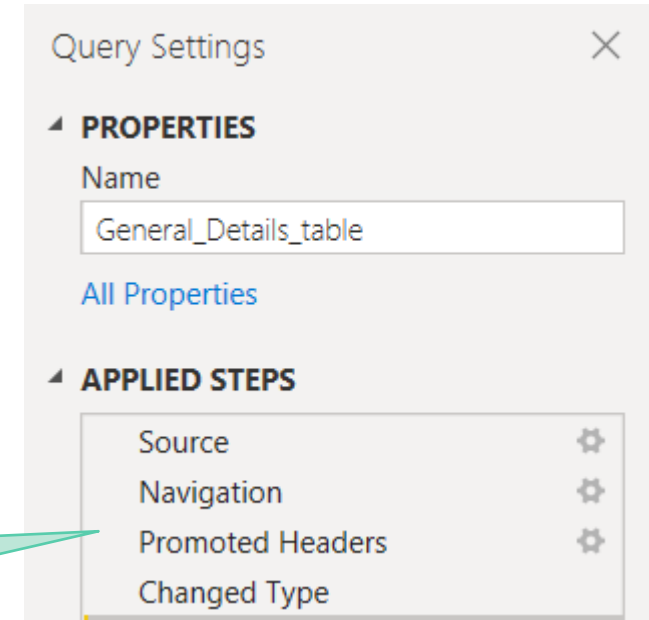 Query Settings
PROPERTIES
Name
General_Details_table
All Properties
APPLIED STEPS
Source
Navigation
Promoted Headers
Changed Type